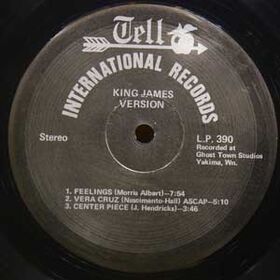 Tell
INTERNATIONAL RECORDS
KING JAMES
VERSION
Stereo
L.P. 390
Recorded at
Ghost Town Studios
Yakima, Wn.
1. FEELINGS (Morris Albert)—7:54
2. VERA CRUZ (Nascimento-Hall) ASCAP—5:10
3. CENTER PIECE (J. Hendricks)—3:46